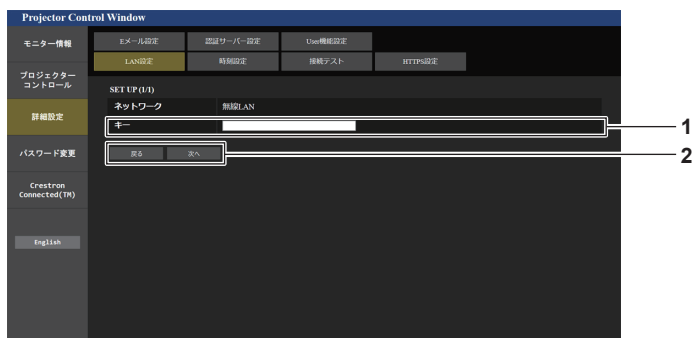 Projector Control Window
モニター情報
プロジェクター
コントロール
詳細設定
パスワード変更
Crestron
Connected(TM)
English
Eメール設定 認証サーバー設定 User機能設定
LAN設定 時刻設定 接続テスト HTTPS設定
SET UP (1/1)
ネットワーク 無線LAN
キー
戻る 次へ
1
2